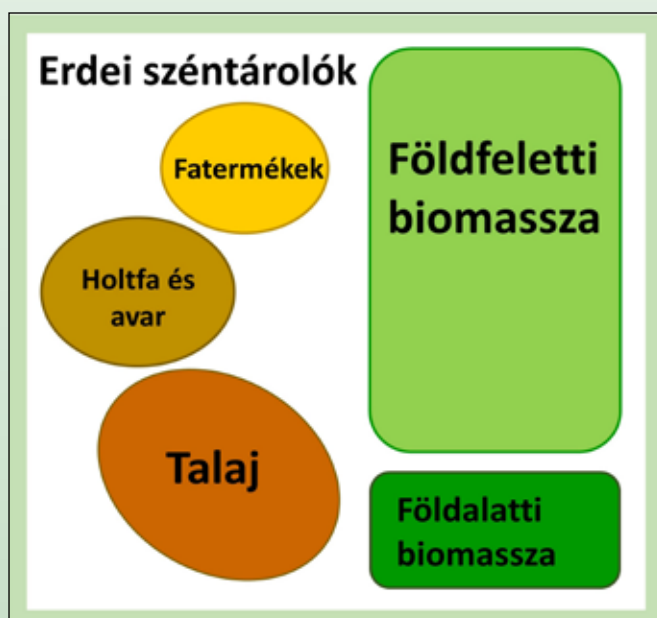 Erdei széntárolók
Fatermékek
Holtfa és
avar
Talaj
Földfeletti
biomassza
Földalatti
biomassza